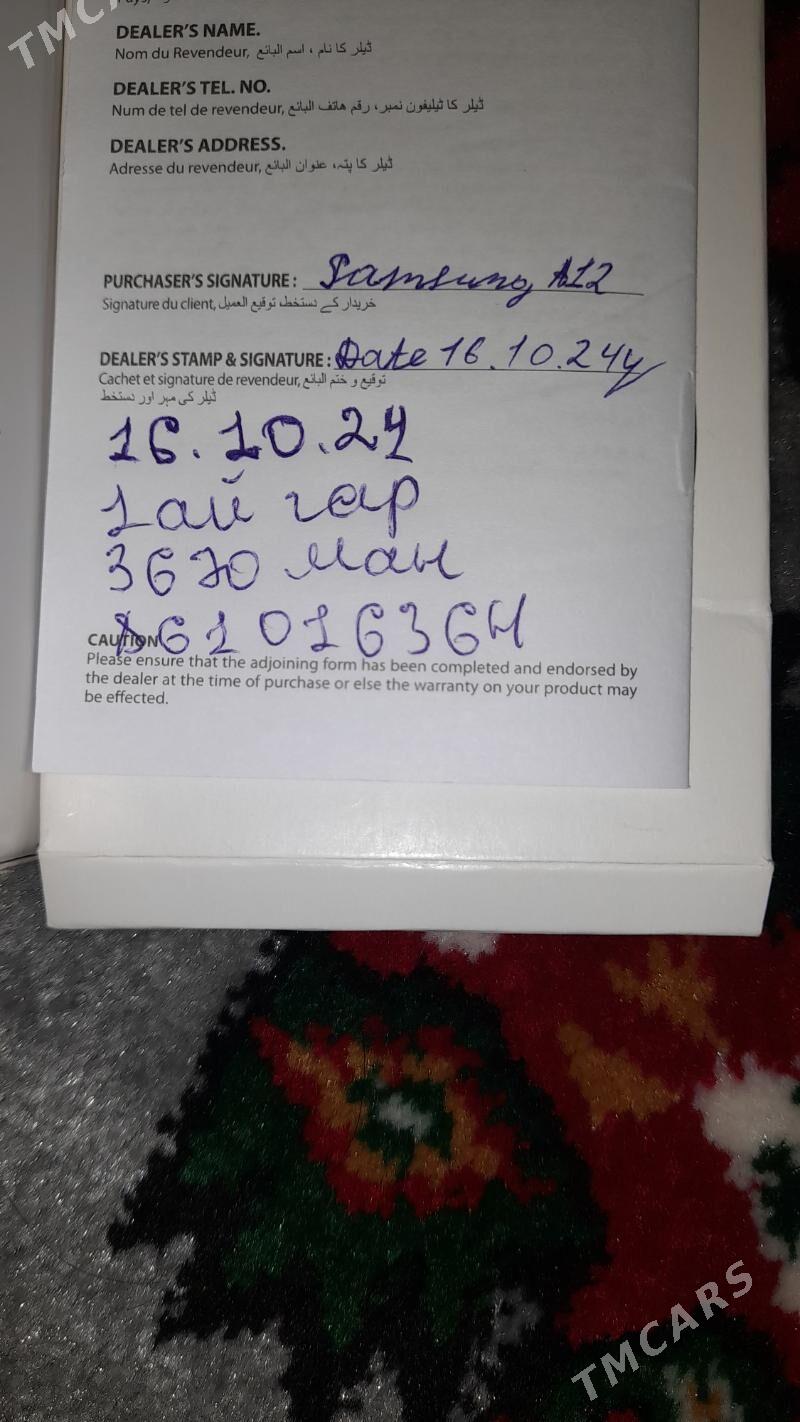 TMCARS
DEALER'S NAME.
Nom du Revendeur, ڈیلر کا نام ، اسم البائع
DEALER'S TEL. NO.
Num de tel de revendeur, ڈیلر کا ٹیلیفون نمبر، رقم هاتف البائع
DEALER'S ADDRESS.
Adresse du revendeur, ڈیلر کا پتہ، عنوان البائع
PURCHASER'S SIGNATURE : Samsung A12
Signature du client, خریدار کے دستخط، توقيع العميل
DEALER'S STAMP & SIGNATURE : Date 16.10.24y
Cachet et signature de revendeur, توقيع و ختم البائع
ڈیلر کی مہر اور دستخط
16.10.24
1 ай гар
3670 ман
6101636H
CAUTION
Please ensure that the adjoining form has been completed and endorsed by
the dealer at the time of purchase or else the warranty on your product may
be effected.
TMCARS